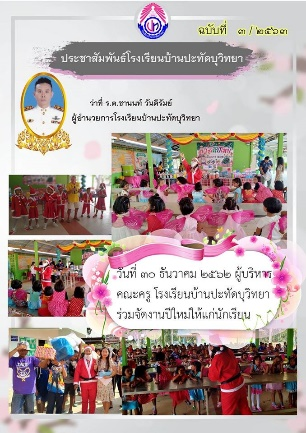 ฉบับที่ ๓ / ๒๕๖๓
ประชาสัมพันธ์โรงเรียนบ้านปะทัดบุวิทยา
ว่าที่ ร.ต.ชานนท์ วันดีรัมย์
ผู้อำนวยการโรงเรียนบ้านปะทัดบุวิทยา
วันที่ ๓๐ ธันวาคม ๒๕๖๒ ผู้บริหาร
คณะครู โรงเรียนบ้านปะทัดบุวิทยา
ร่วมจัดงานปีใหม่ให้แก่นักเรียน